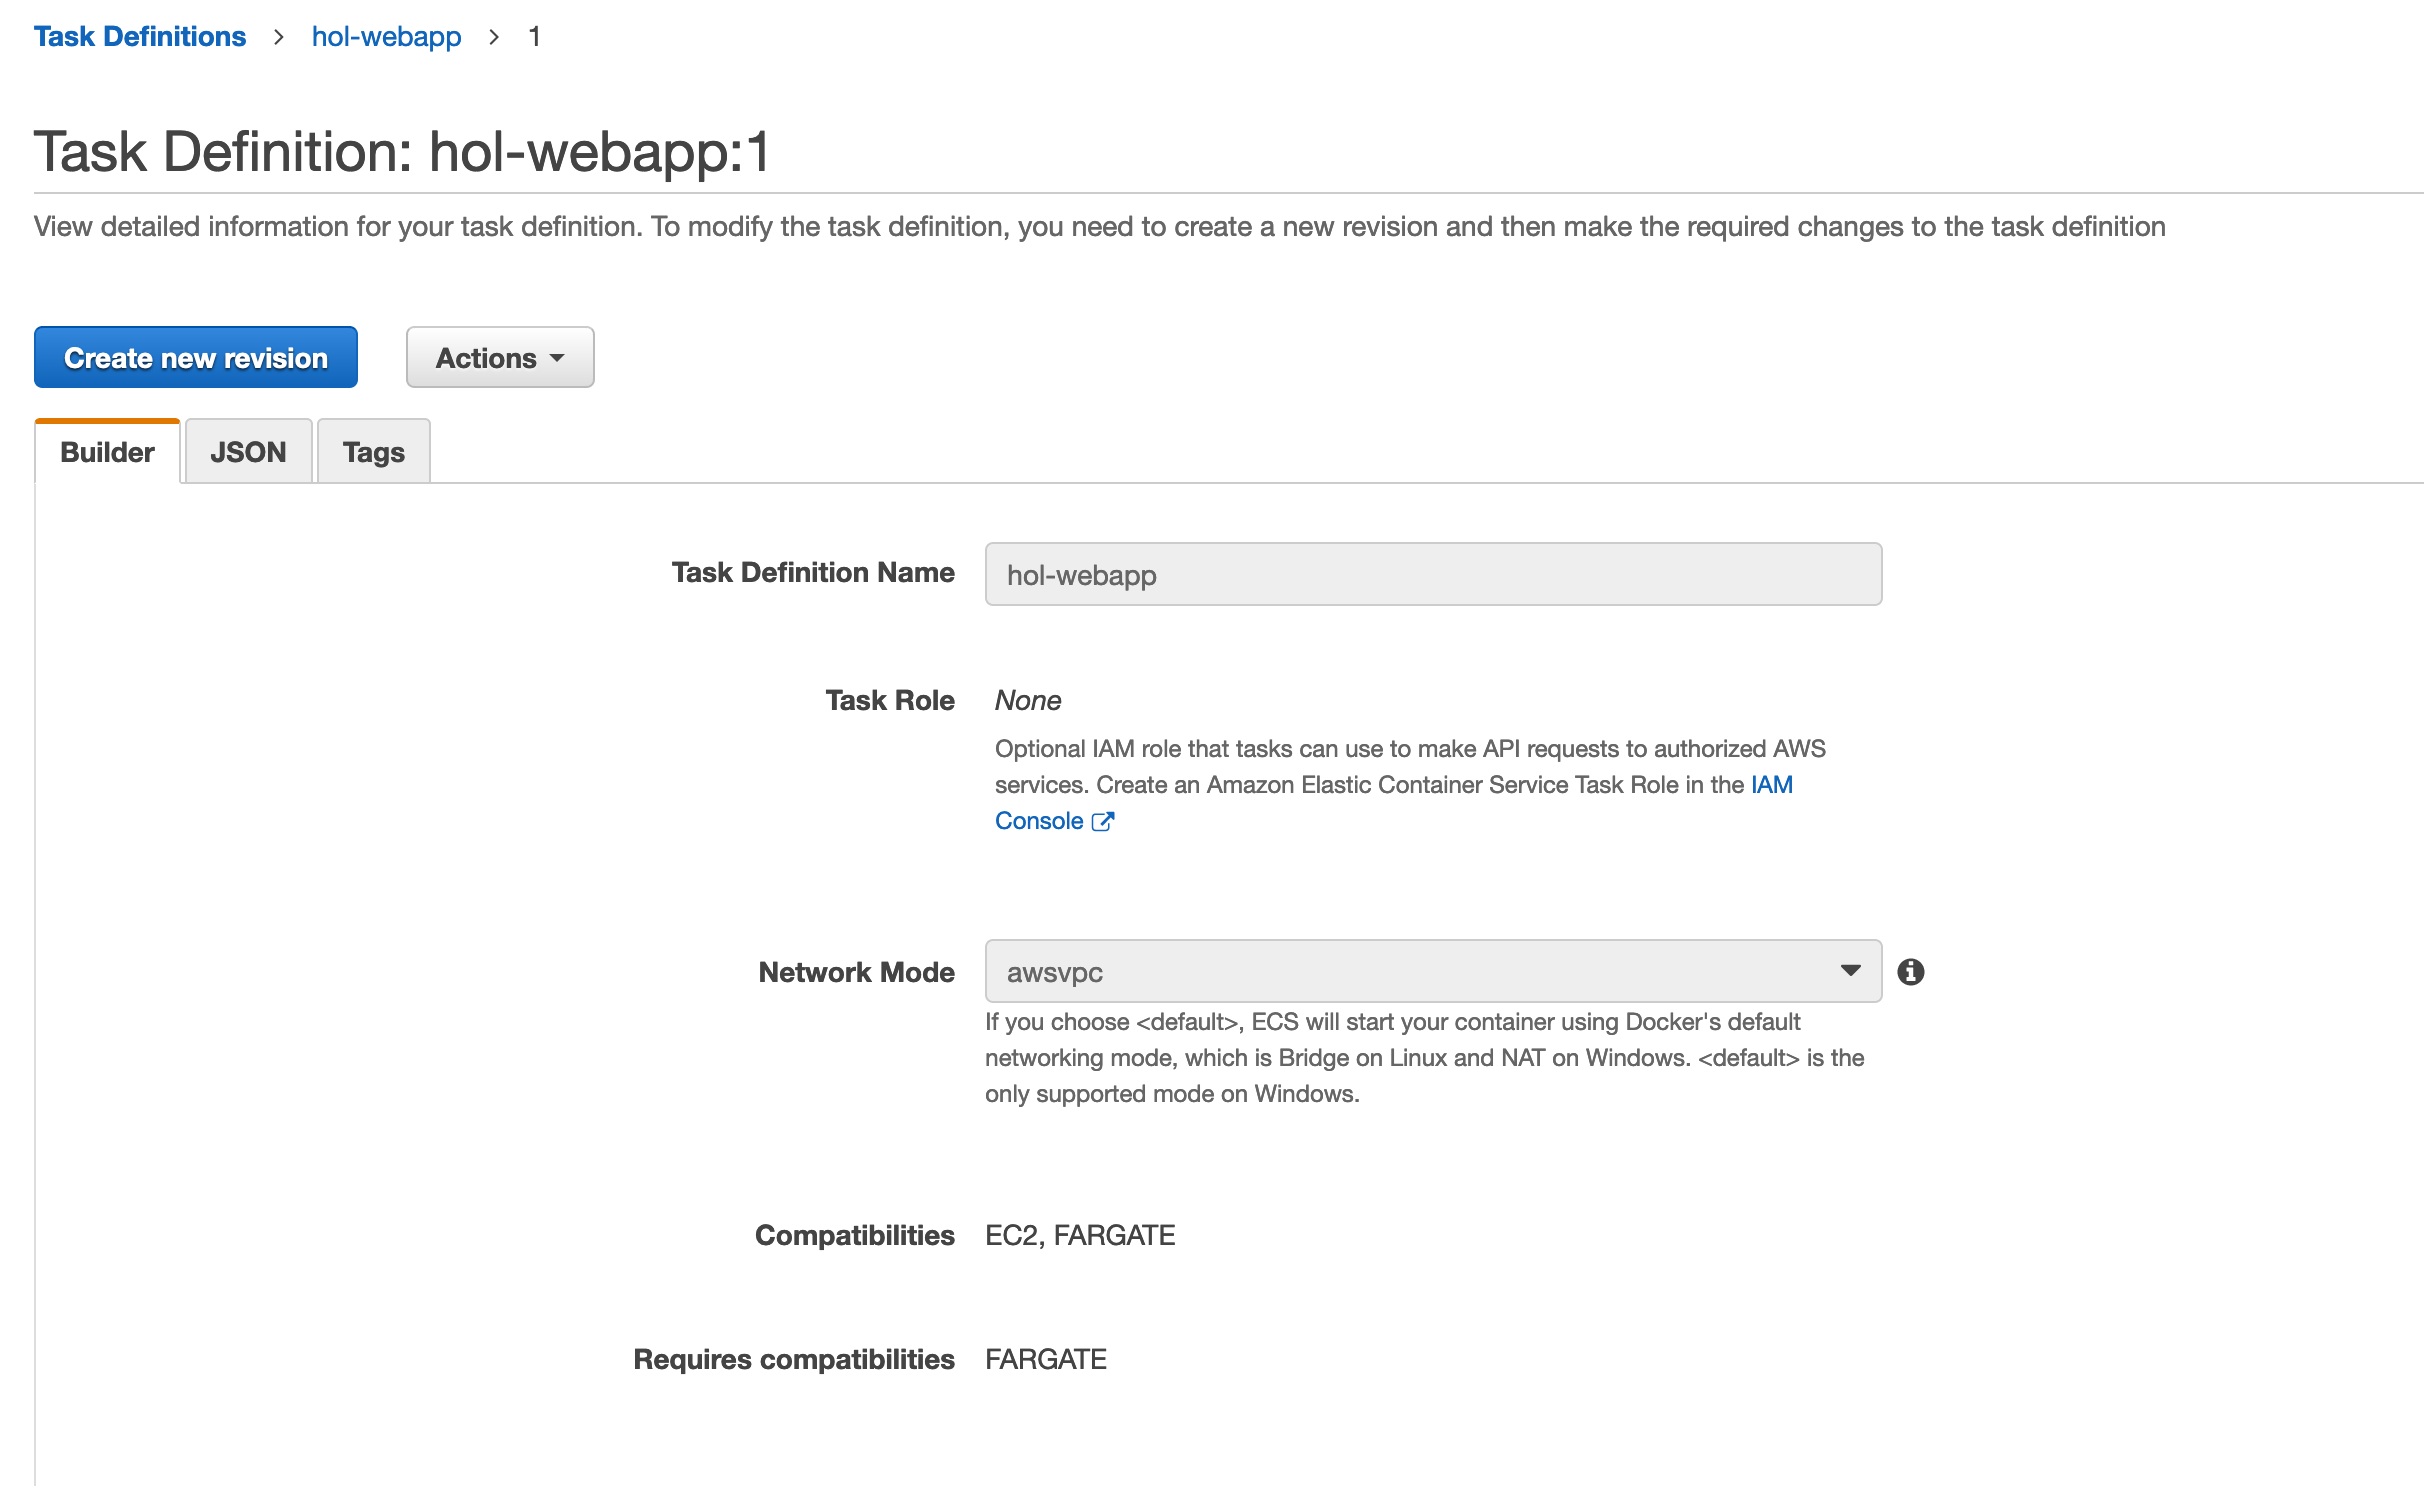 Task Definitions > hol-webapp > 1
Task Definition: hol-webapp:1
View detailed information for your task definition. To modify the task definition, you need to create a new revision and then make the required changes to the task definition
Create new revision Actions
Builder JSON Tags
Task Definition Name hol-webapp
Task Role None
Optional IAM role that tasks can use to make API requests to authorized AWS
services. Create an Amazon Elastic Container Service Task Role in the IAM
Console
Network Mode awsvpc
If you choose <default>, ECS will start your container using Docker's default
networking mode, which is Bridge on Linux and NAT on Windows. <default> is the
only supported mode on Windows.
Compatibilities EC2, FARGATE
Requires compatibilities FARGATE